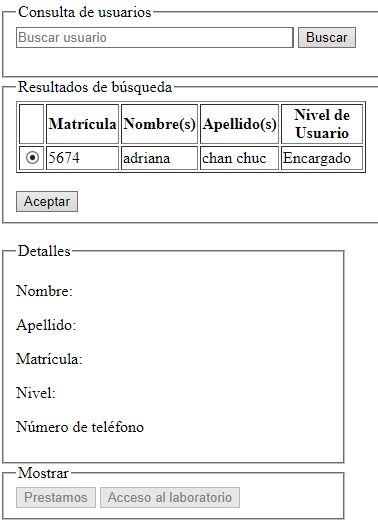 Consulta de usuarios
Buscar usuario Buscar
Resultados de búsqueda
Matrícula Nombre(s) Apellido(s) Nivel de Usuario
5674 adriana chan chuc Encargado
Aceptar
Detalles
Nombre:
Apellido:
Matrícula:
Nivel:
Número de teléfono
Mostrar
Prestamos Acceso al laboratorio